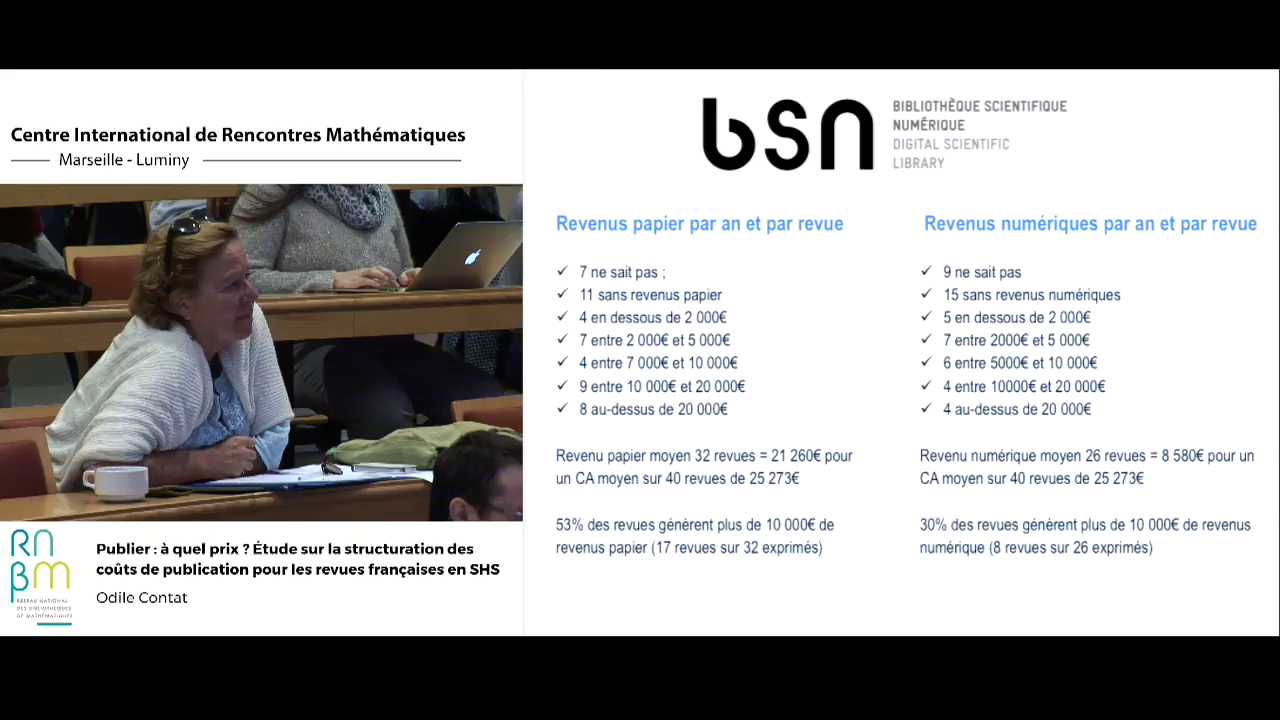 Centre International de Rencontres Mathématiques
Marseille - Luminy
RN
BM
RÉSEAU NATIONAL
DES BIBLIOTHÈQUES
DE MATHÉMATIQUES
Publier : à quel prix ? Étude sur la structuration des
coûts de publication pour les revues françaises en SHS
Odile Contat
bsn
BIBLIOTHÈQUE SCIENTIFIQUE
NUMÉRIQUE
DIGITAL SCIENTIFIC
LIBRARY
Revenus papier par an et par revue
✓ 7 ne sait pas ;
✓ 11 sans revenus papier
✓ 4 en dessous de 2 000€
✓ 7 entre 2 000€ et 5 000€
✓ 4 entre 7 000€ et 10 000€
✓ 9 entre 10 000€ et 20 000€
✓ 8 au-dessus de 20 000€
Revenu papier moyen 32 revues = 21 260€ pour
un CA moyen sur 40 revues de 25 273€
53% des revues génèrent plus de 10 000€ de
revenus papier (17 revues sur 32 exprimés)
Revenus numériques par an et par revue
✓ 9 ne sait pas
✓ 15 sans revenus numériques
✓ 5 en dessous de 2 000€
✓ 7 entre 2000€ et 5 000€
✓ 6 entre 5000€ et 10 000€
✓ 4 entre 10000€ et 20 000€
✓ 4 au-dessus de 20 000€
Revenu numérique moyen 26 revues = 8 580€ pour un
CA moyen sur 40 revues de 25 273€
30% des revues génèrent plus de 10 000€ de revenus
numérique (8 revues sur 26 exprimés)